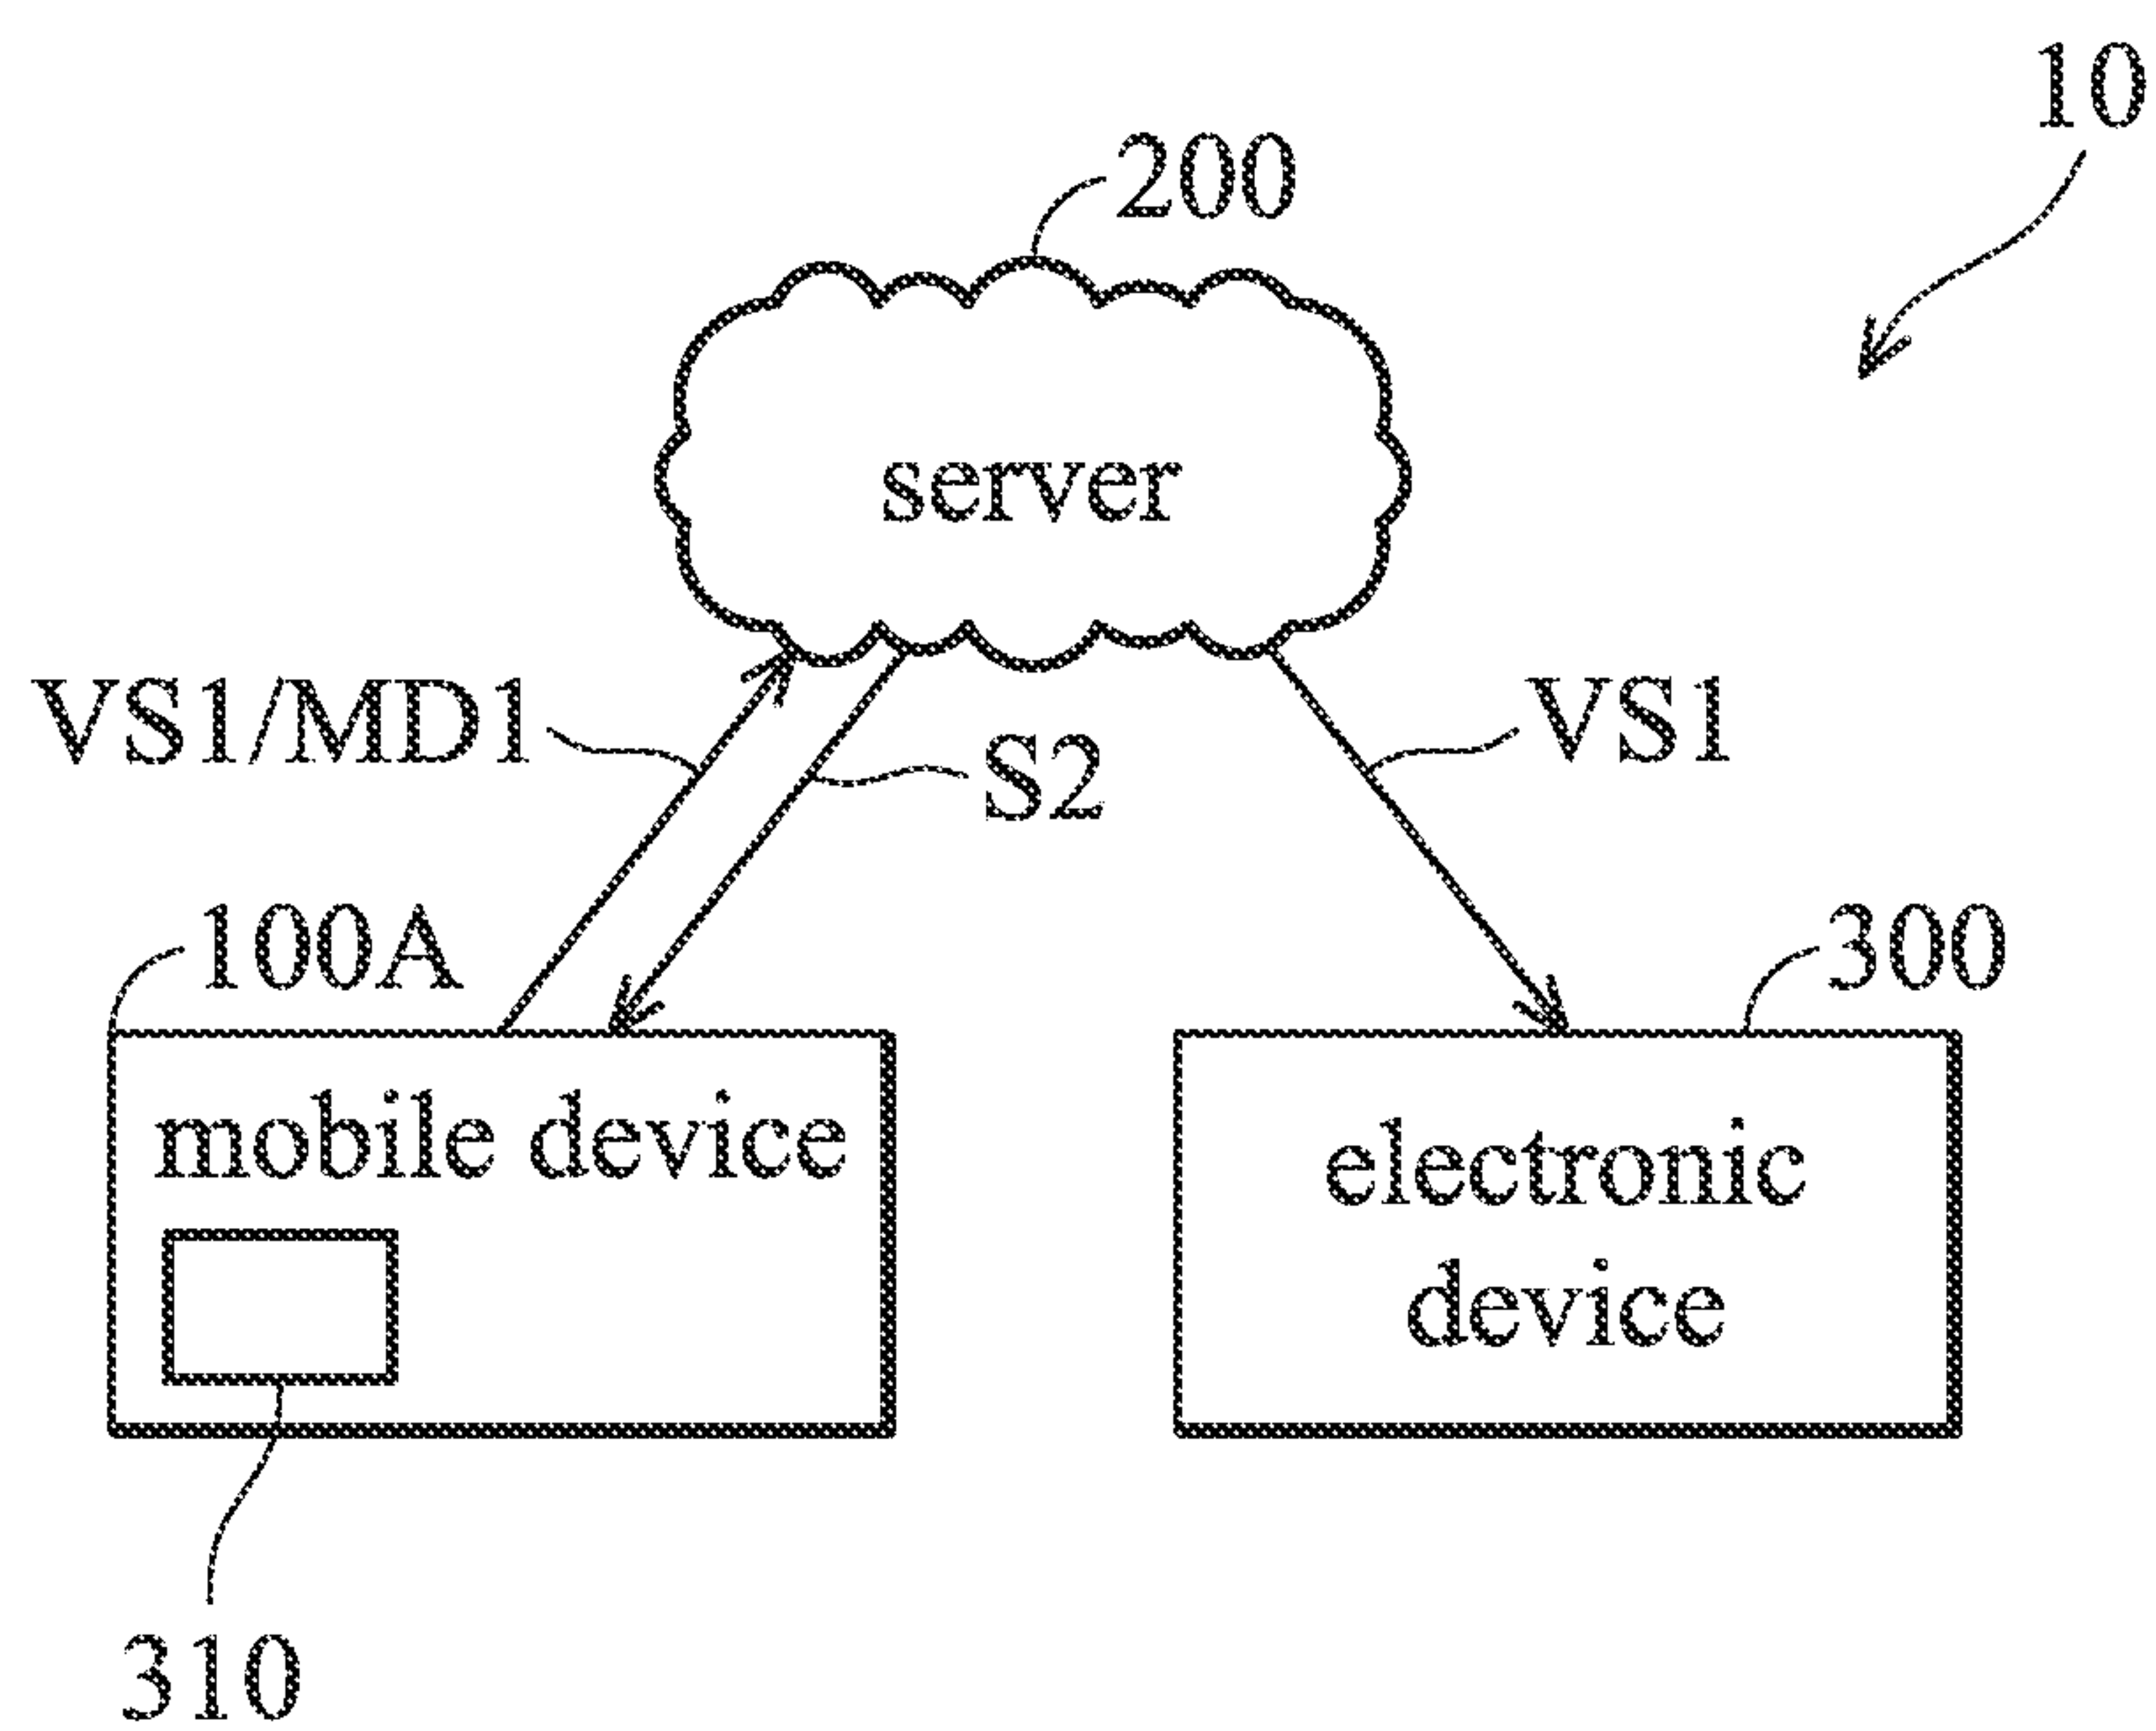 10
200
server
VS1/MD1
S2
VS1
100A
300
mobile device
electronic
device
310